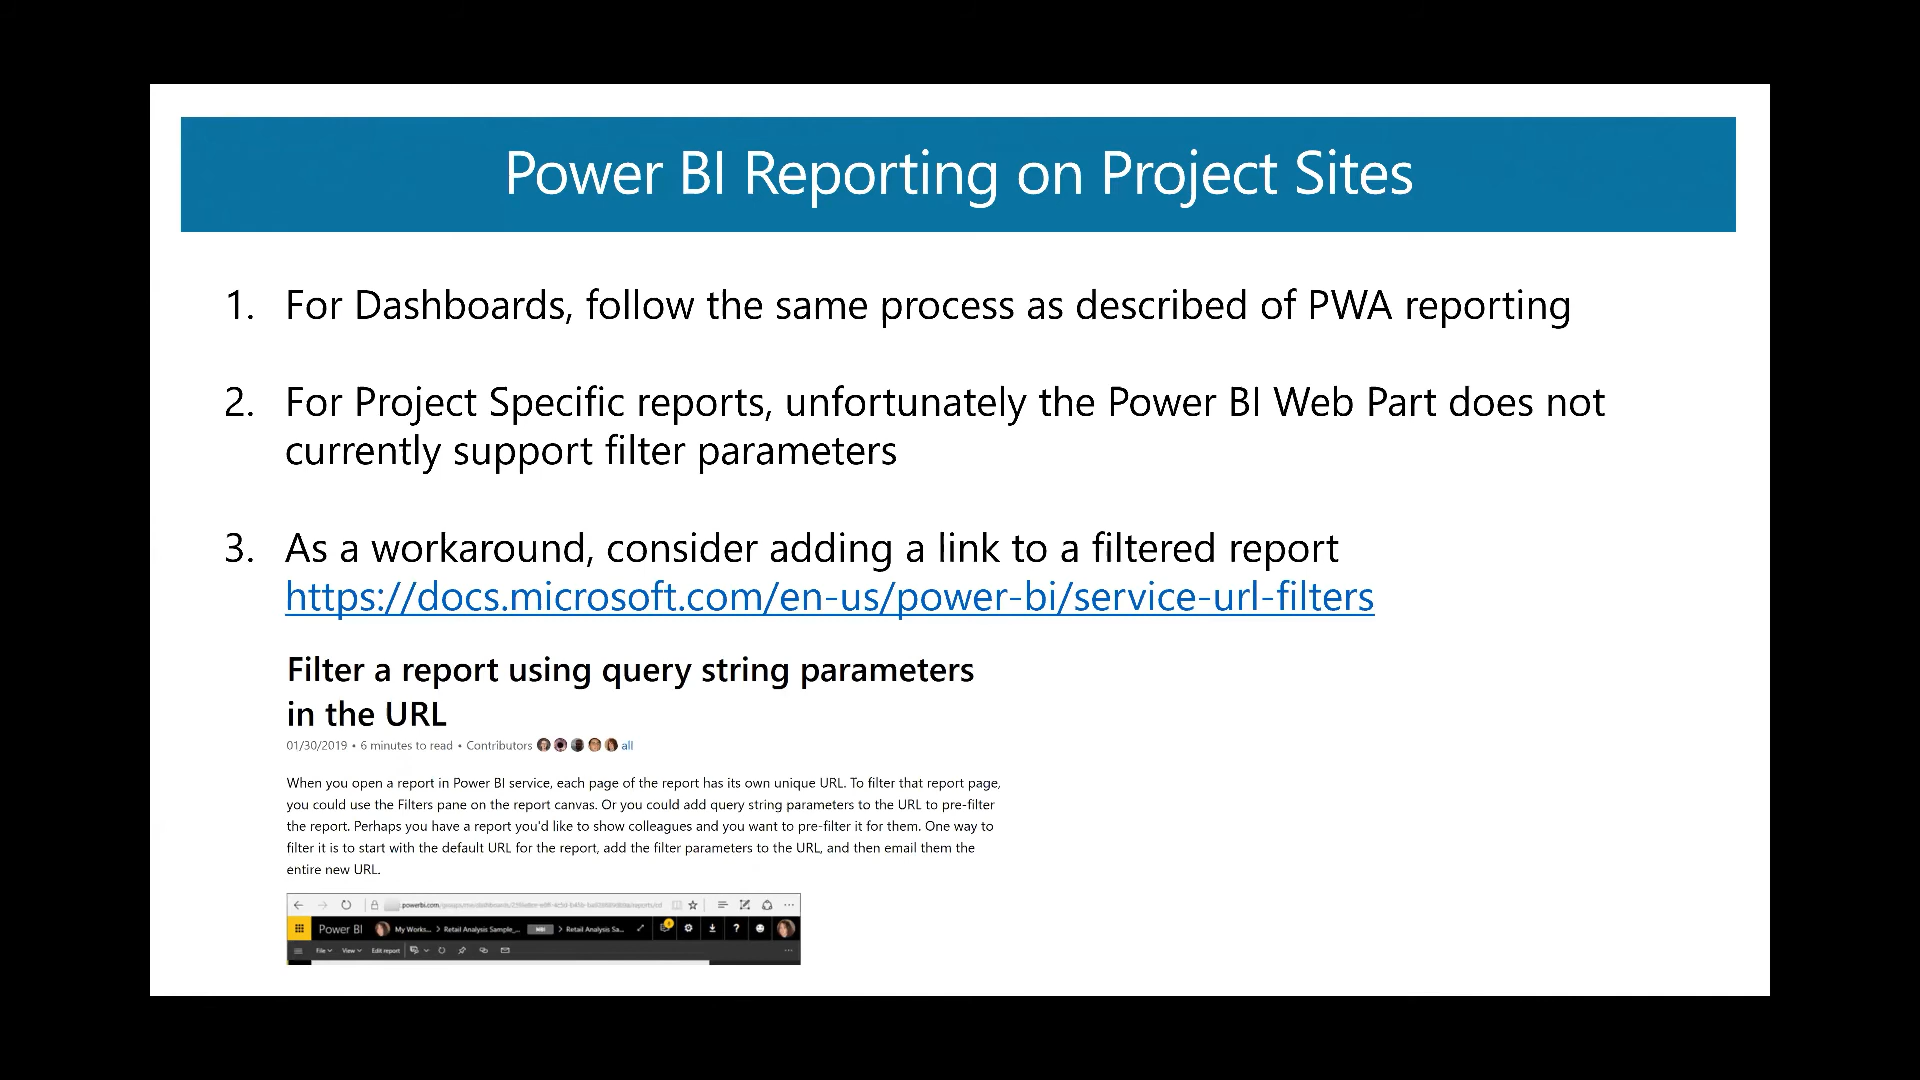 Power BI Reporting on Project Sites
1. For Dashboards, follow the same process as described of PWA reporting
2. For Project Specific reports, unfortunately the Power BI Web Part does not
currently support filter parameters
3. As a workaround, consider adding a link to a filtered report
https://docs.microsoft.com/en-us/power-bi/service-url-filters
Filter a report using query string parameters
in the URL
01/30/2019 • 6 minutes to read • Contributors all
When you open a report in Power BI service, each page of the report has its own unique URL. To filter that report page,
you could use the Filters pane on the report canvas. Or you could add query string parameters to the URL to pre-filter
the report. Perhaps you have a report you'd like to show colleagues and you want to pre-filter it for them. One way to
filter it is to start with the default URL for the report, add the filter parameters to the URL, and then email them the
entire new URL.
powerbi.com
Power BI My Works... > Retail Analysis Sample_... > Retail Analysis Sa... ?
File View Edit report